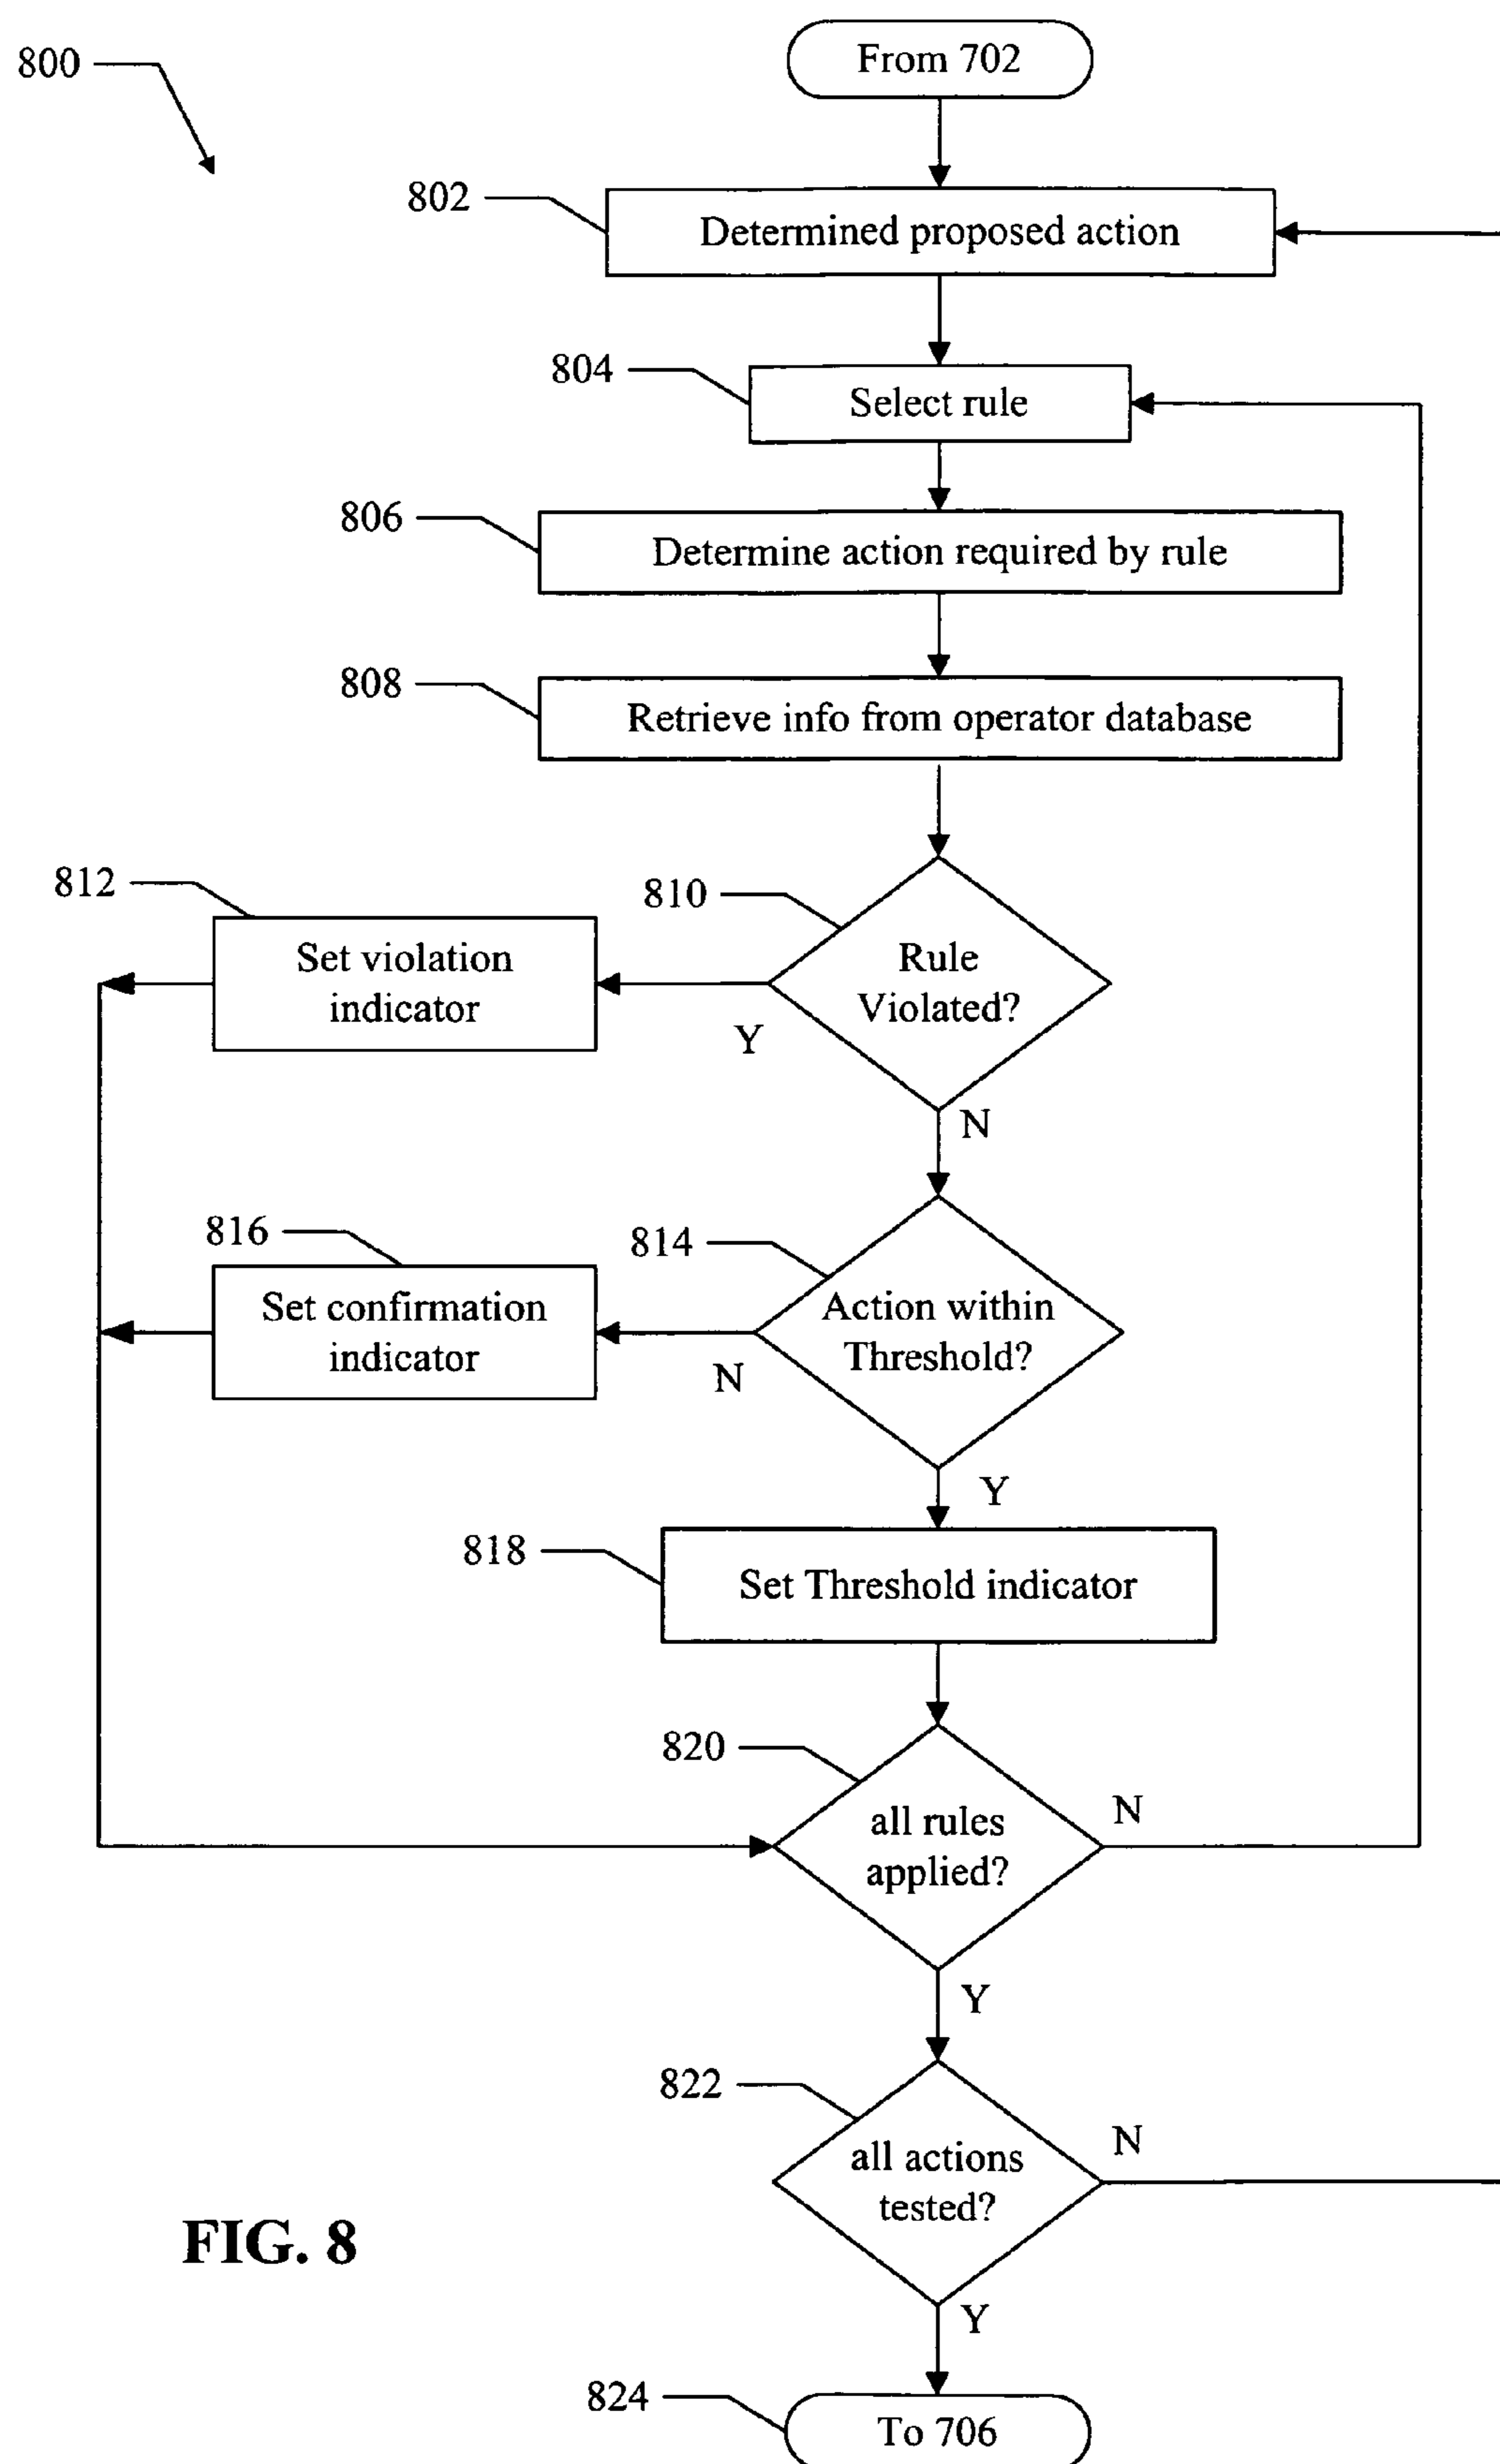 From 702
800
802
Determined proposed action
804
Select rule
806
Determine action required by rule
808
Retrieve info from operator database
812
810
Set violation
indicator
Rule
Violated?
Y
N
816
814
Set confirmation
indicator
Action within
Threshold?
N
Y
818
Set Threshold indicator
820
all rules
applied?
N
Y
822
all actions
tested?
N
FIG. 8
Y
824
To 706